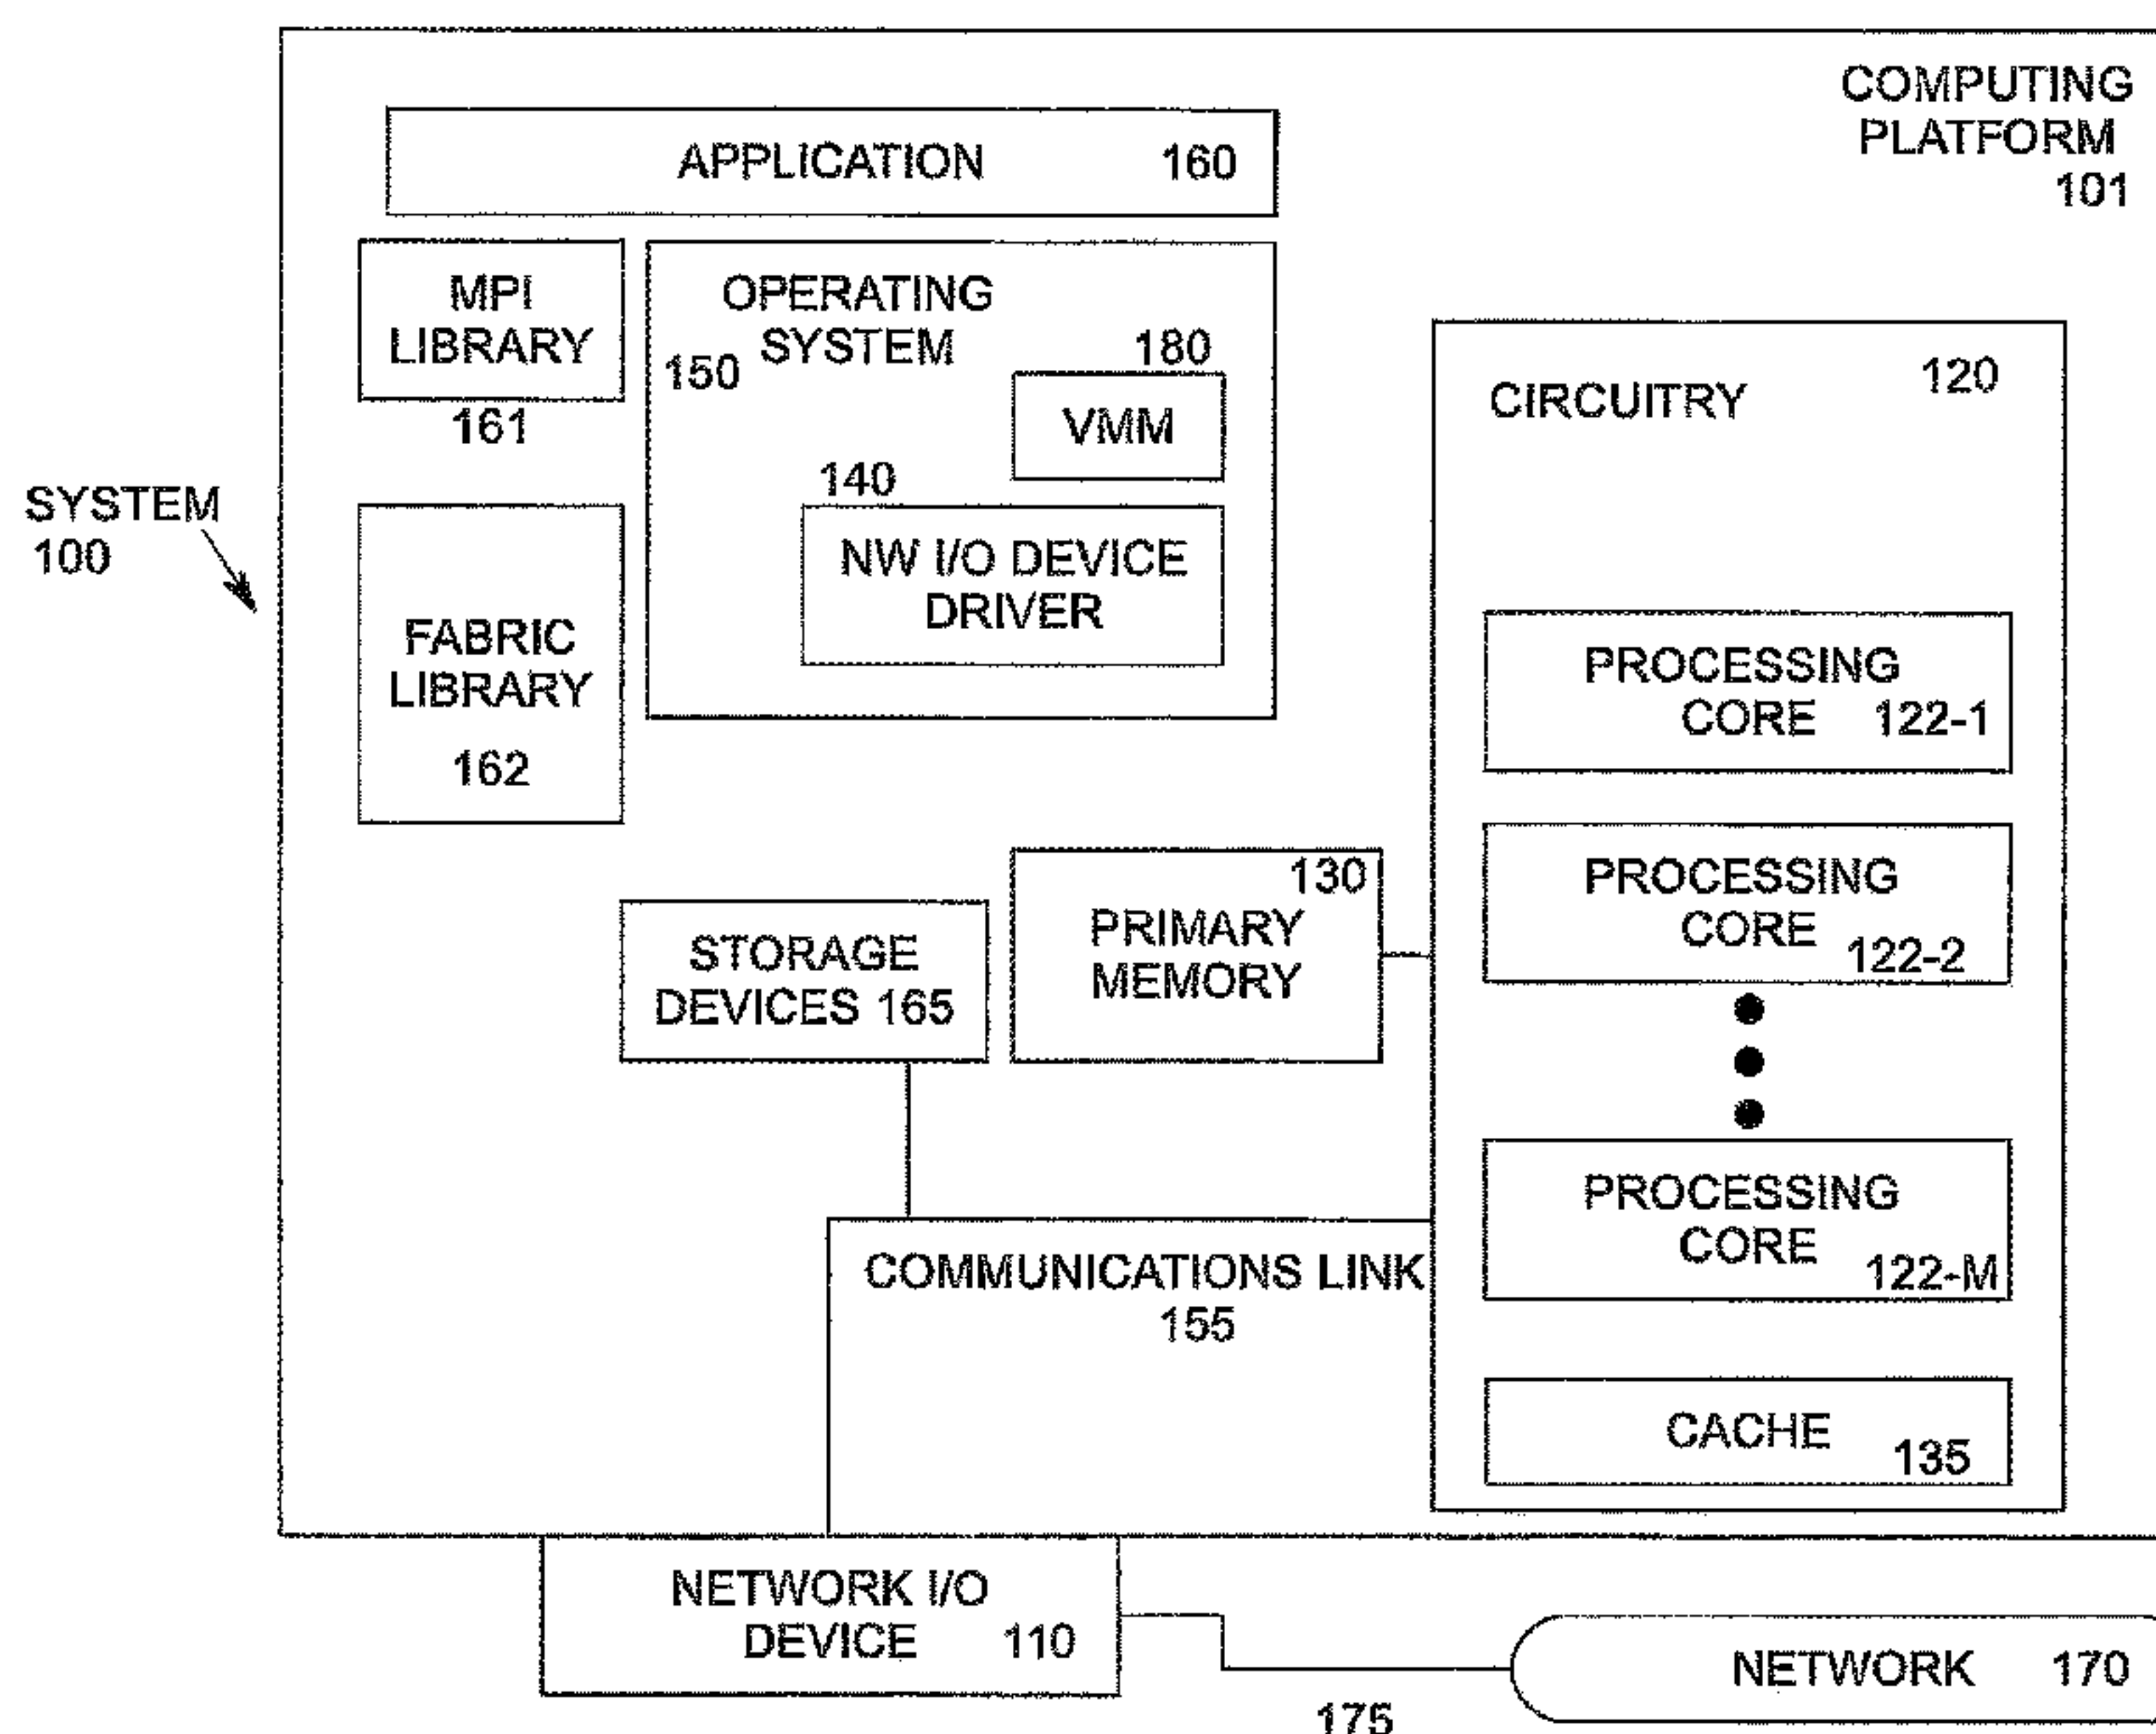 COMPUTING
PLATFORM
101
APPLICATION 160
MPI
LIBRARY
161
OPERATING
SYSTEM
150
180
VMM
140
NW I/O DEVICE
DRIVER
SYSTEM
100
FABRIC
LIBRARY
162
CIRCUITRY 120
PROCESSING
CORE 122-1
PROCESSING
CORE 122-2
PROCESSING
CORE 122-M
CACHE 135
130
PRIMARY
MEMORY
STORAGE
DEVICES 165
COMMUNICATIONS LINK
155
NETWORK I/O
DEVICE 110
175
NETWORK 170